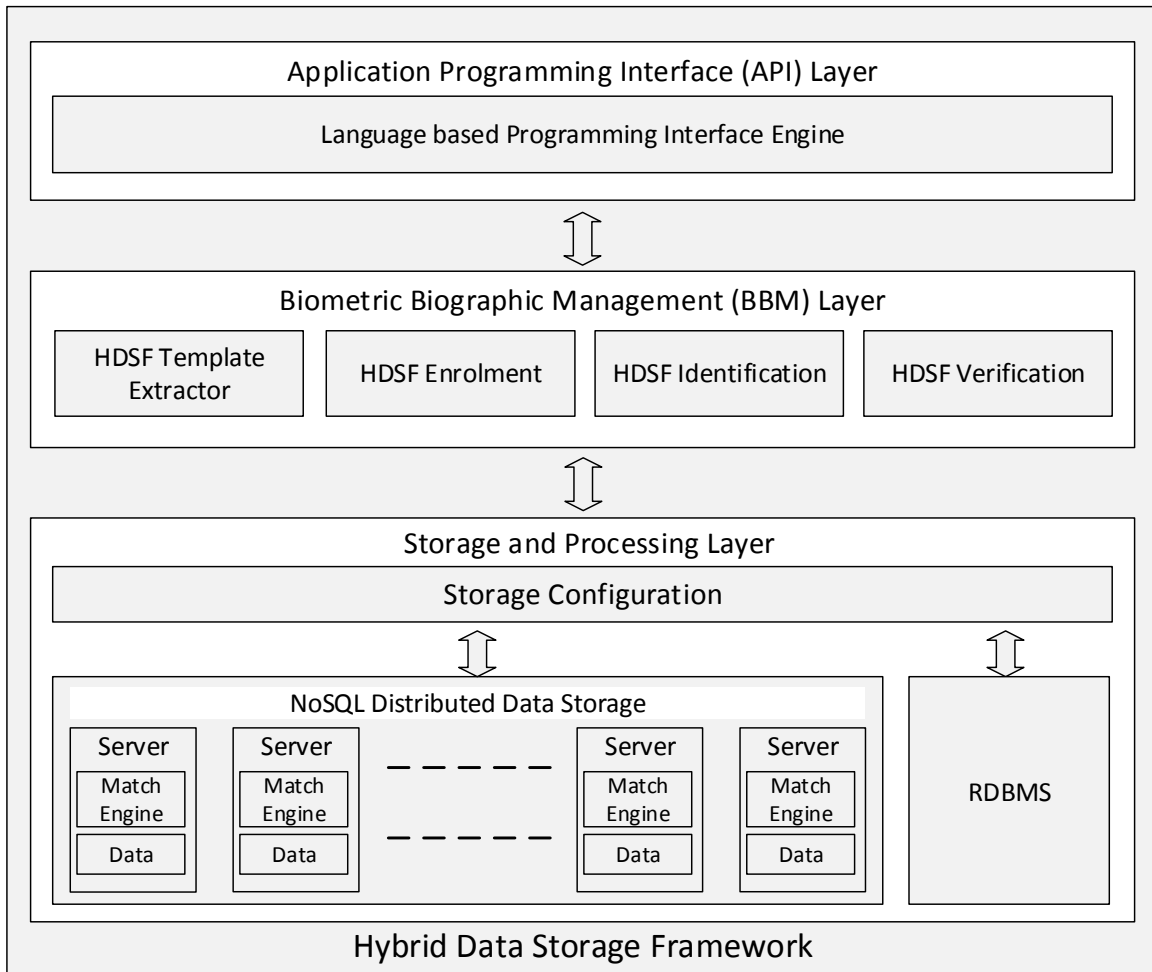 Application Programming Interface (API) Layer
Language based Programming Interface Engine
Biometric Biographic Management (BBM) Layer
HDSF Template
Extractor
HDSF Enrolment
HDSF Identification
HDSF Verification
Storage and Processing Layer
Storage Configuration
NoSQL Distributed Data Storage
Server
Match
Engine
Data
Server
Match
Engine
Data
Server
Match
Engine
Data
Server
Match
Engine
Data
RDBMS
Hybrid Data Storage Framework